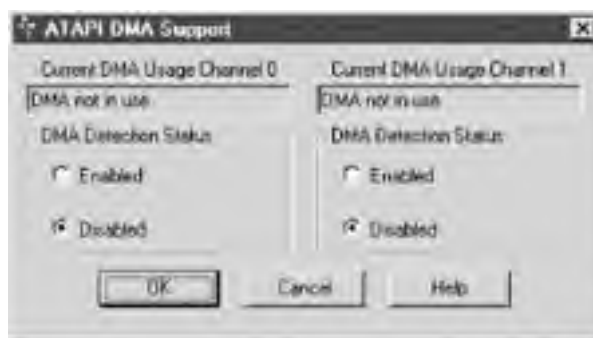 ATAPI DMA Support
Current DMA Usage Channel 0
DMA not in use
DMA Detection Status
Enabled
Disabled
Current DMA Usage Channel 1
DMA not in use
DMA Detection Status
Enabled
Disabled
OK
Cancel
Help